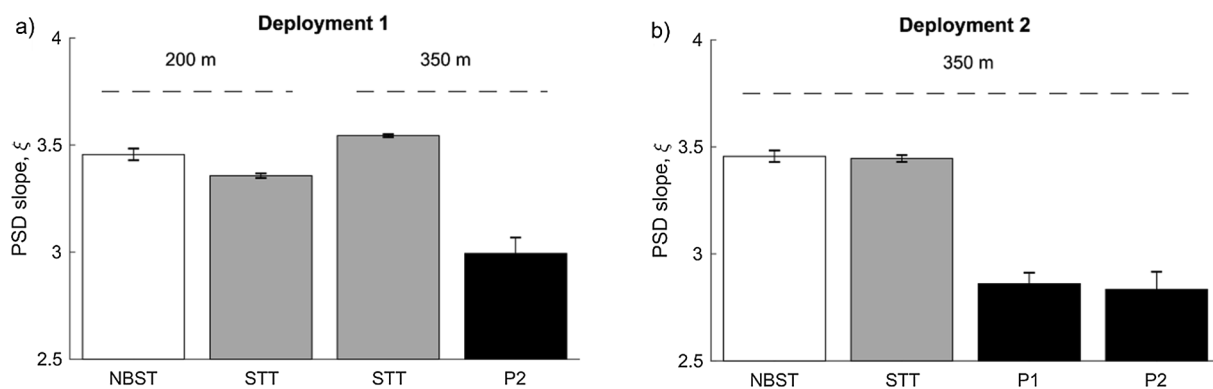 a)
Deployment 1
200 m
350 m
PSD slope, ξ
4
3.5
3
2.5
NBST
STT
STT
P2
b)
Deployment 2
350 m
PSD slope, ξ
4
3.5
3
2.5
NBST
STT
P1
P2